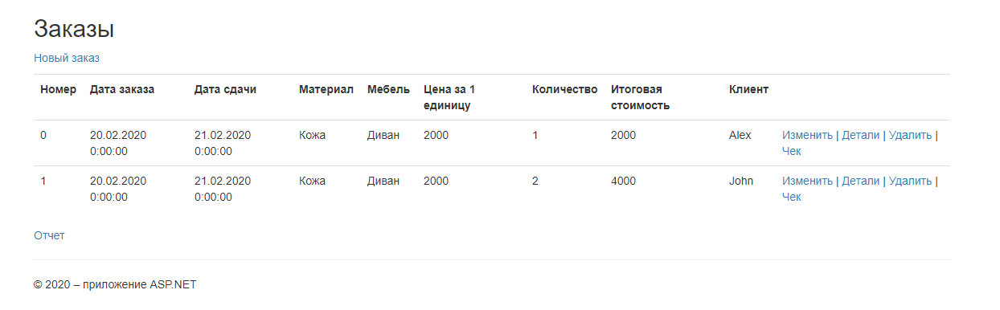 Заказы
Новый заказ
Номер Дата заказа Дата сдачи Материал Мебель Цена за 1 единицу Количество Итоговая стоимость Клиент
0 20.02.2020 0:00:00 21.02.2020 0:00:00 Кожа Диван 2000 1 2000 Alex Изменить | Детали | Удалить | Чек
1 20.02.2020 0:00:00 21.02.2020 0:00:00 Кожа Диван 2000 2 4000 John Изменить | Детали | Удалить | Чек
Отчет
© 2020 – приложение ASP.NET